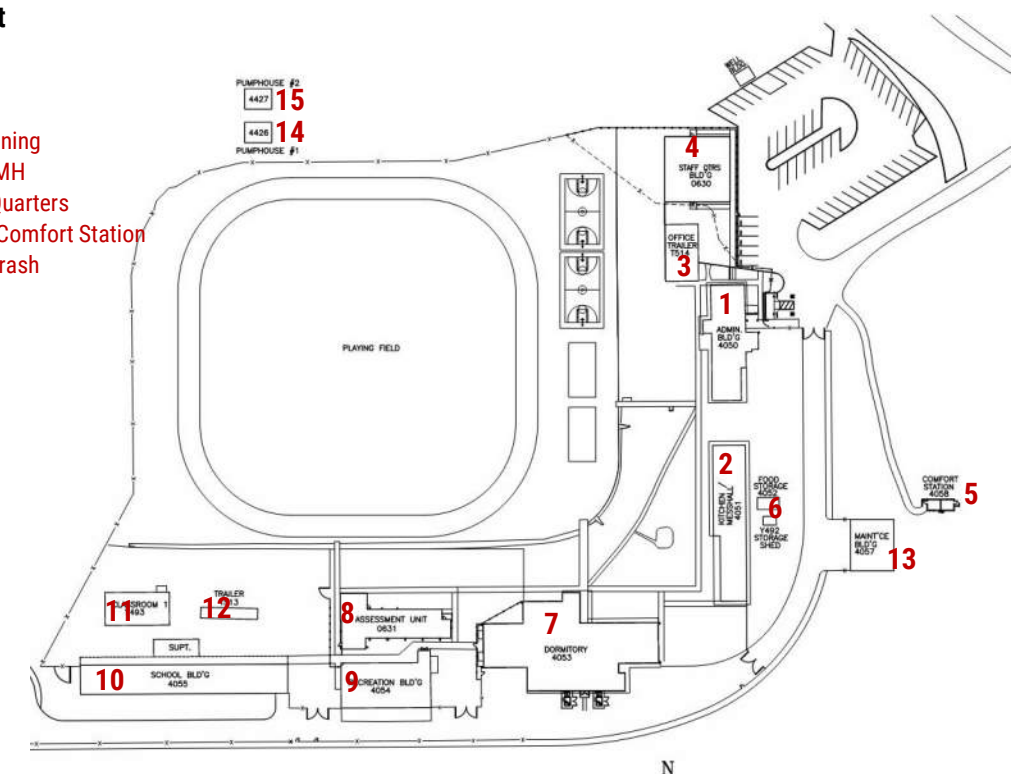 t
ning
MH
Quarters
Comfort Station
rash
PUMPHOUSE #2
4427
15
4426
14
PUMPHOUSE #1
WELL
BLDG
4
STAFF QTRS
BLD'G
0630
OFFICE
TRAILER
T514
3
1
ADMIN.
BLD'G
4050
PLAYING FIELD
2
KITCHEN/
MESSHALL
4051
FOOD
STORAGE
4052
6
Y492
STORAGE
SHED
COMFORT
STATION
4058
5
MAINT'CE
BLD'G
4057
13
CLASSROOM 1
493
11
TRAILER
12
8
ASSESSMENT UNIT
0631
7
DORMITORY
4053
SUPT.
10
SCHOOL BLD'G
4055
9
CREATION BLD'G
4054
N